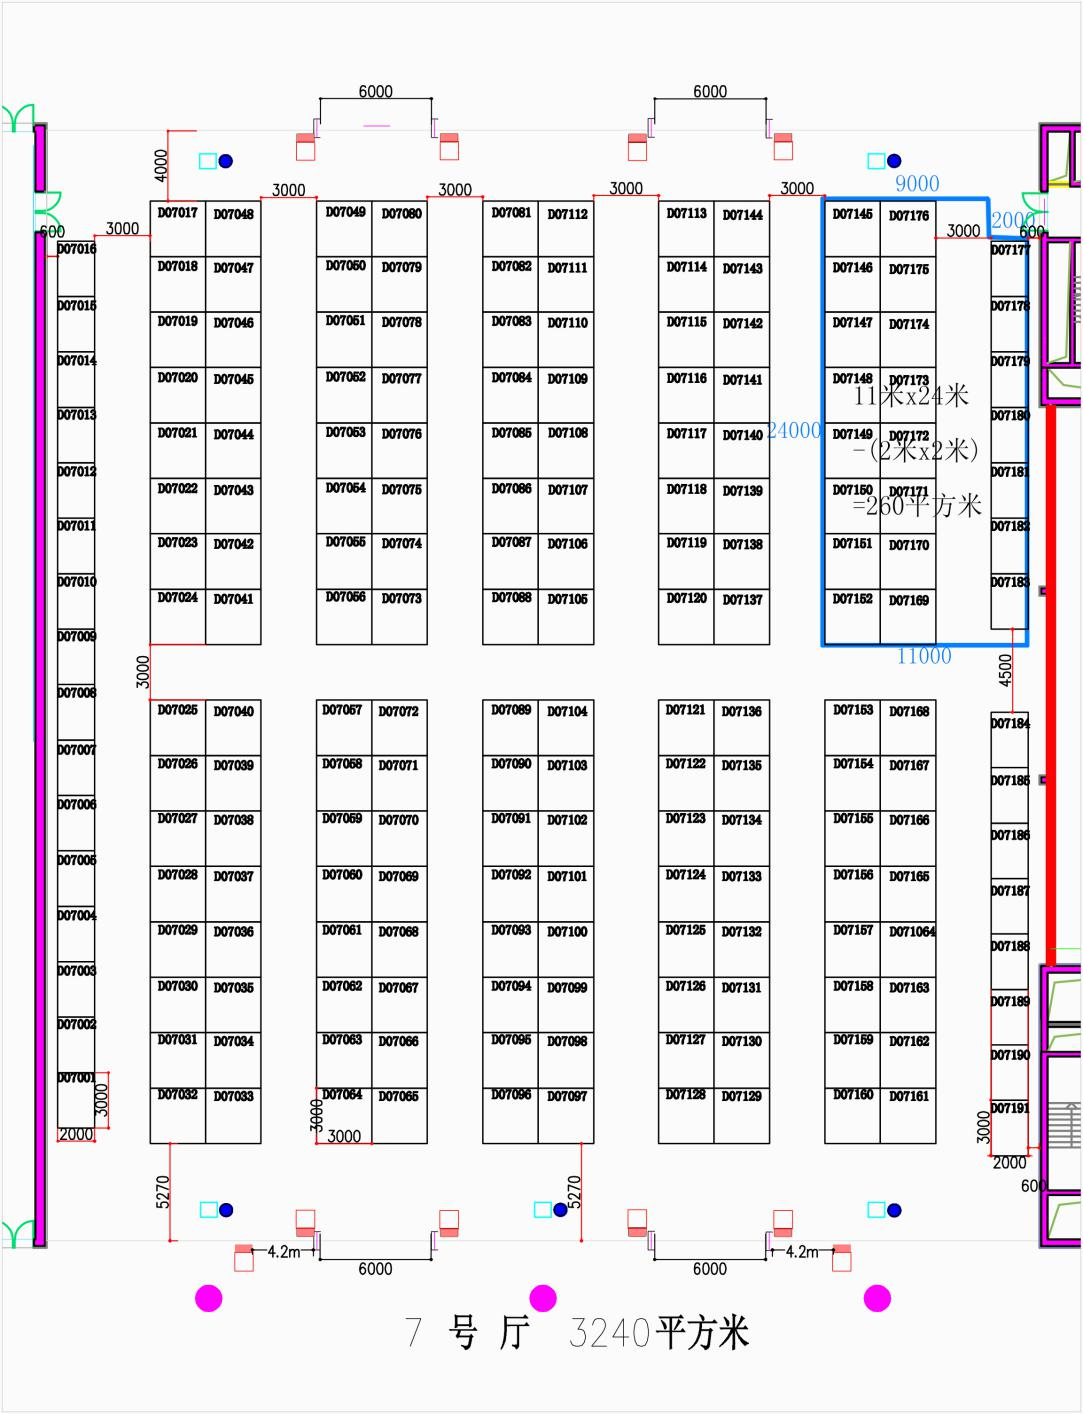 6000 6000
4000
3000 3000 3000 3000 9000
D07017 D07048 D07049 D07080 D07081 D07112 D07113 D07144 D07145 D07176 2000
600 3000 3000 600
D07016 D07177
D07018 D07047 D07050 D07079 D07082 D07111 D07114 D07143 D07146 D07175
D07015 D07178
D07019 D07046 D07051 D07078 D07083 D07110 D07115 D07142 D07147 D07174
D07014 D07179
D07020 D07045 D07052 D07077 D07084 D07109 D07116 D07141 D07148 D07173
11米x24米
D07013 D07180
D07021 D07044 D07053 D07076 D07085 D07108 D07117 D07140 24000 D07149 D07172
-(2米x2米)
D07012 D07181
D07022 D07043 D07054 D07075 D07086 D07107 D07118 D07139 D07150 D07171
=260平方米
D07011 D07182
D07023 D07042 D07055 D07074 D07087 D07106 D07119 D07138 D07151 D07170
D07010 D07183
D07024 D07041 D07056 D07073 D07088 D07105 D07120 D07137 D07152 D07169
D07009
11000
3000 4500
D07008
D07025 D07040 D07057 D07072 D07089 D07104 D07121 D07136 D07153 D07168
D07184
D07007
D07026 D07039 D07058 D07071 D07090 D07103 D07122 D07135 D07154 D07167
D07185
D07006
D07027 D07038 D07059 D07070 D07091 D07102 D07123 D07134 D07155 D07166
D07186
D07005
D07028 D07037 D07060 D07069 D07092 D07101 D07124 D07133 D07156 D07165
D07187
D07004
D07029 D07036 D07061 D07068 D07093 D07100 D07125 D07132 D07157 D071064
D07188
D07003
D07030 D07035 D07062 D07067 D07094 D07099 D07126 D07131 D07158 D07163
D07189
D07002
D07031 D07034 D07063 D07066 D07095 D07098 D07127 D07130 D07159 D07162
D07190
D07001
D07032 D07033 D07064 D07065 D07096 D07097 D07128 D07129 D07160 D07161
D07191
3000 3000 3000
2000 3000
2000
5270 5270 600
4.2m 4.2m
6000 6000
7 号 厅 3240平方米